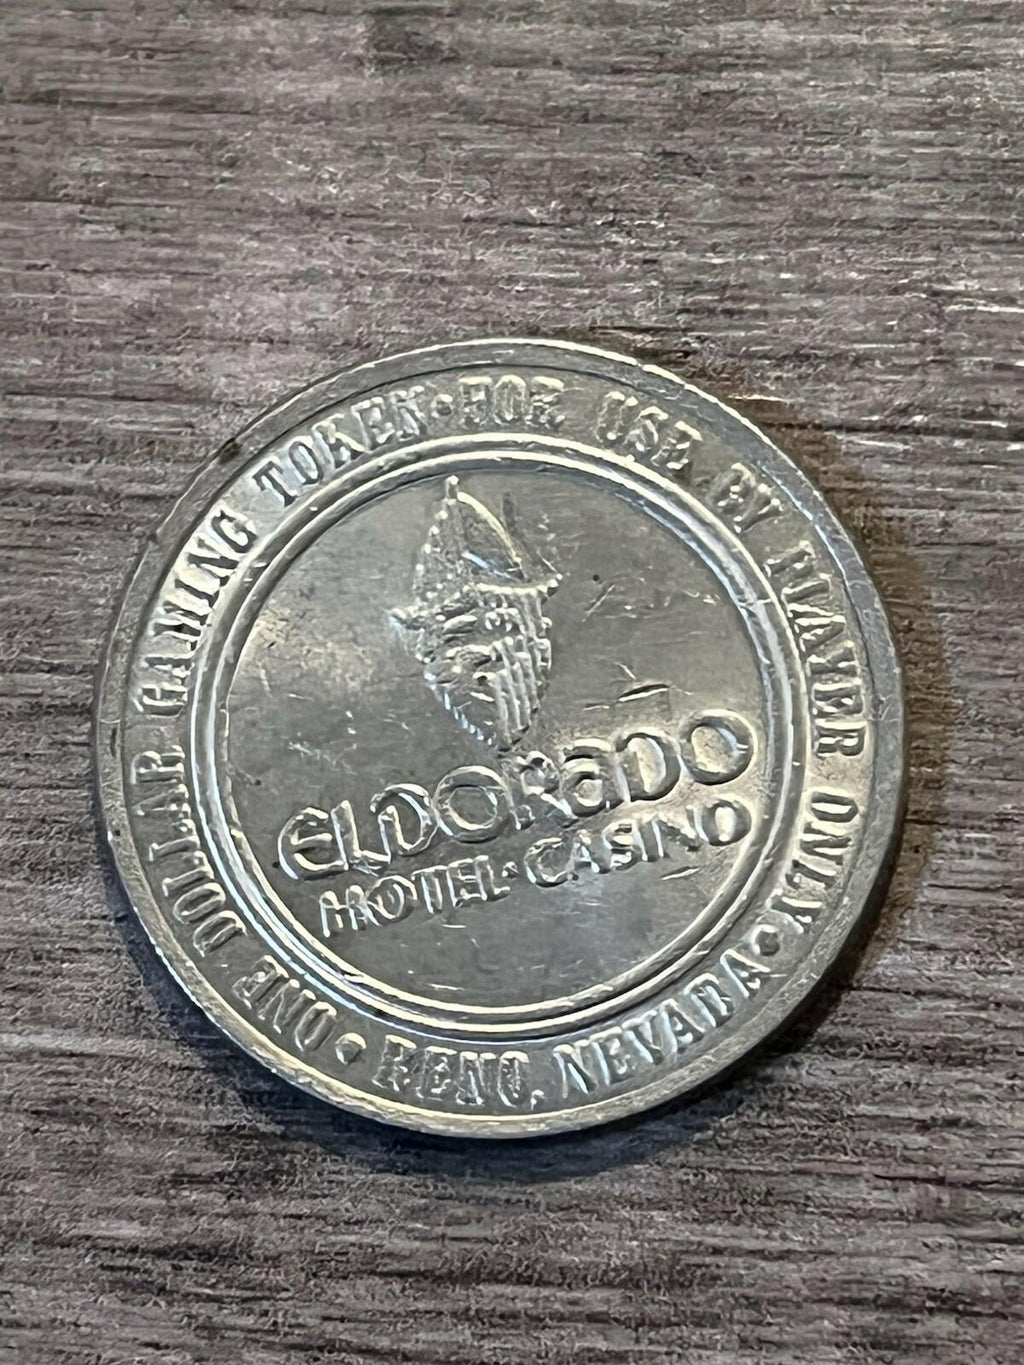 ONE DOLLAR GAMING TOKEN • FOR USE BY PLAYER ONLY •
ELDORADO
HOTEL • CASINO
RENO, NEVADA